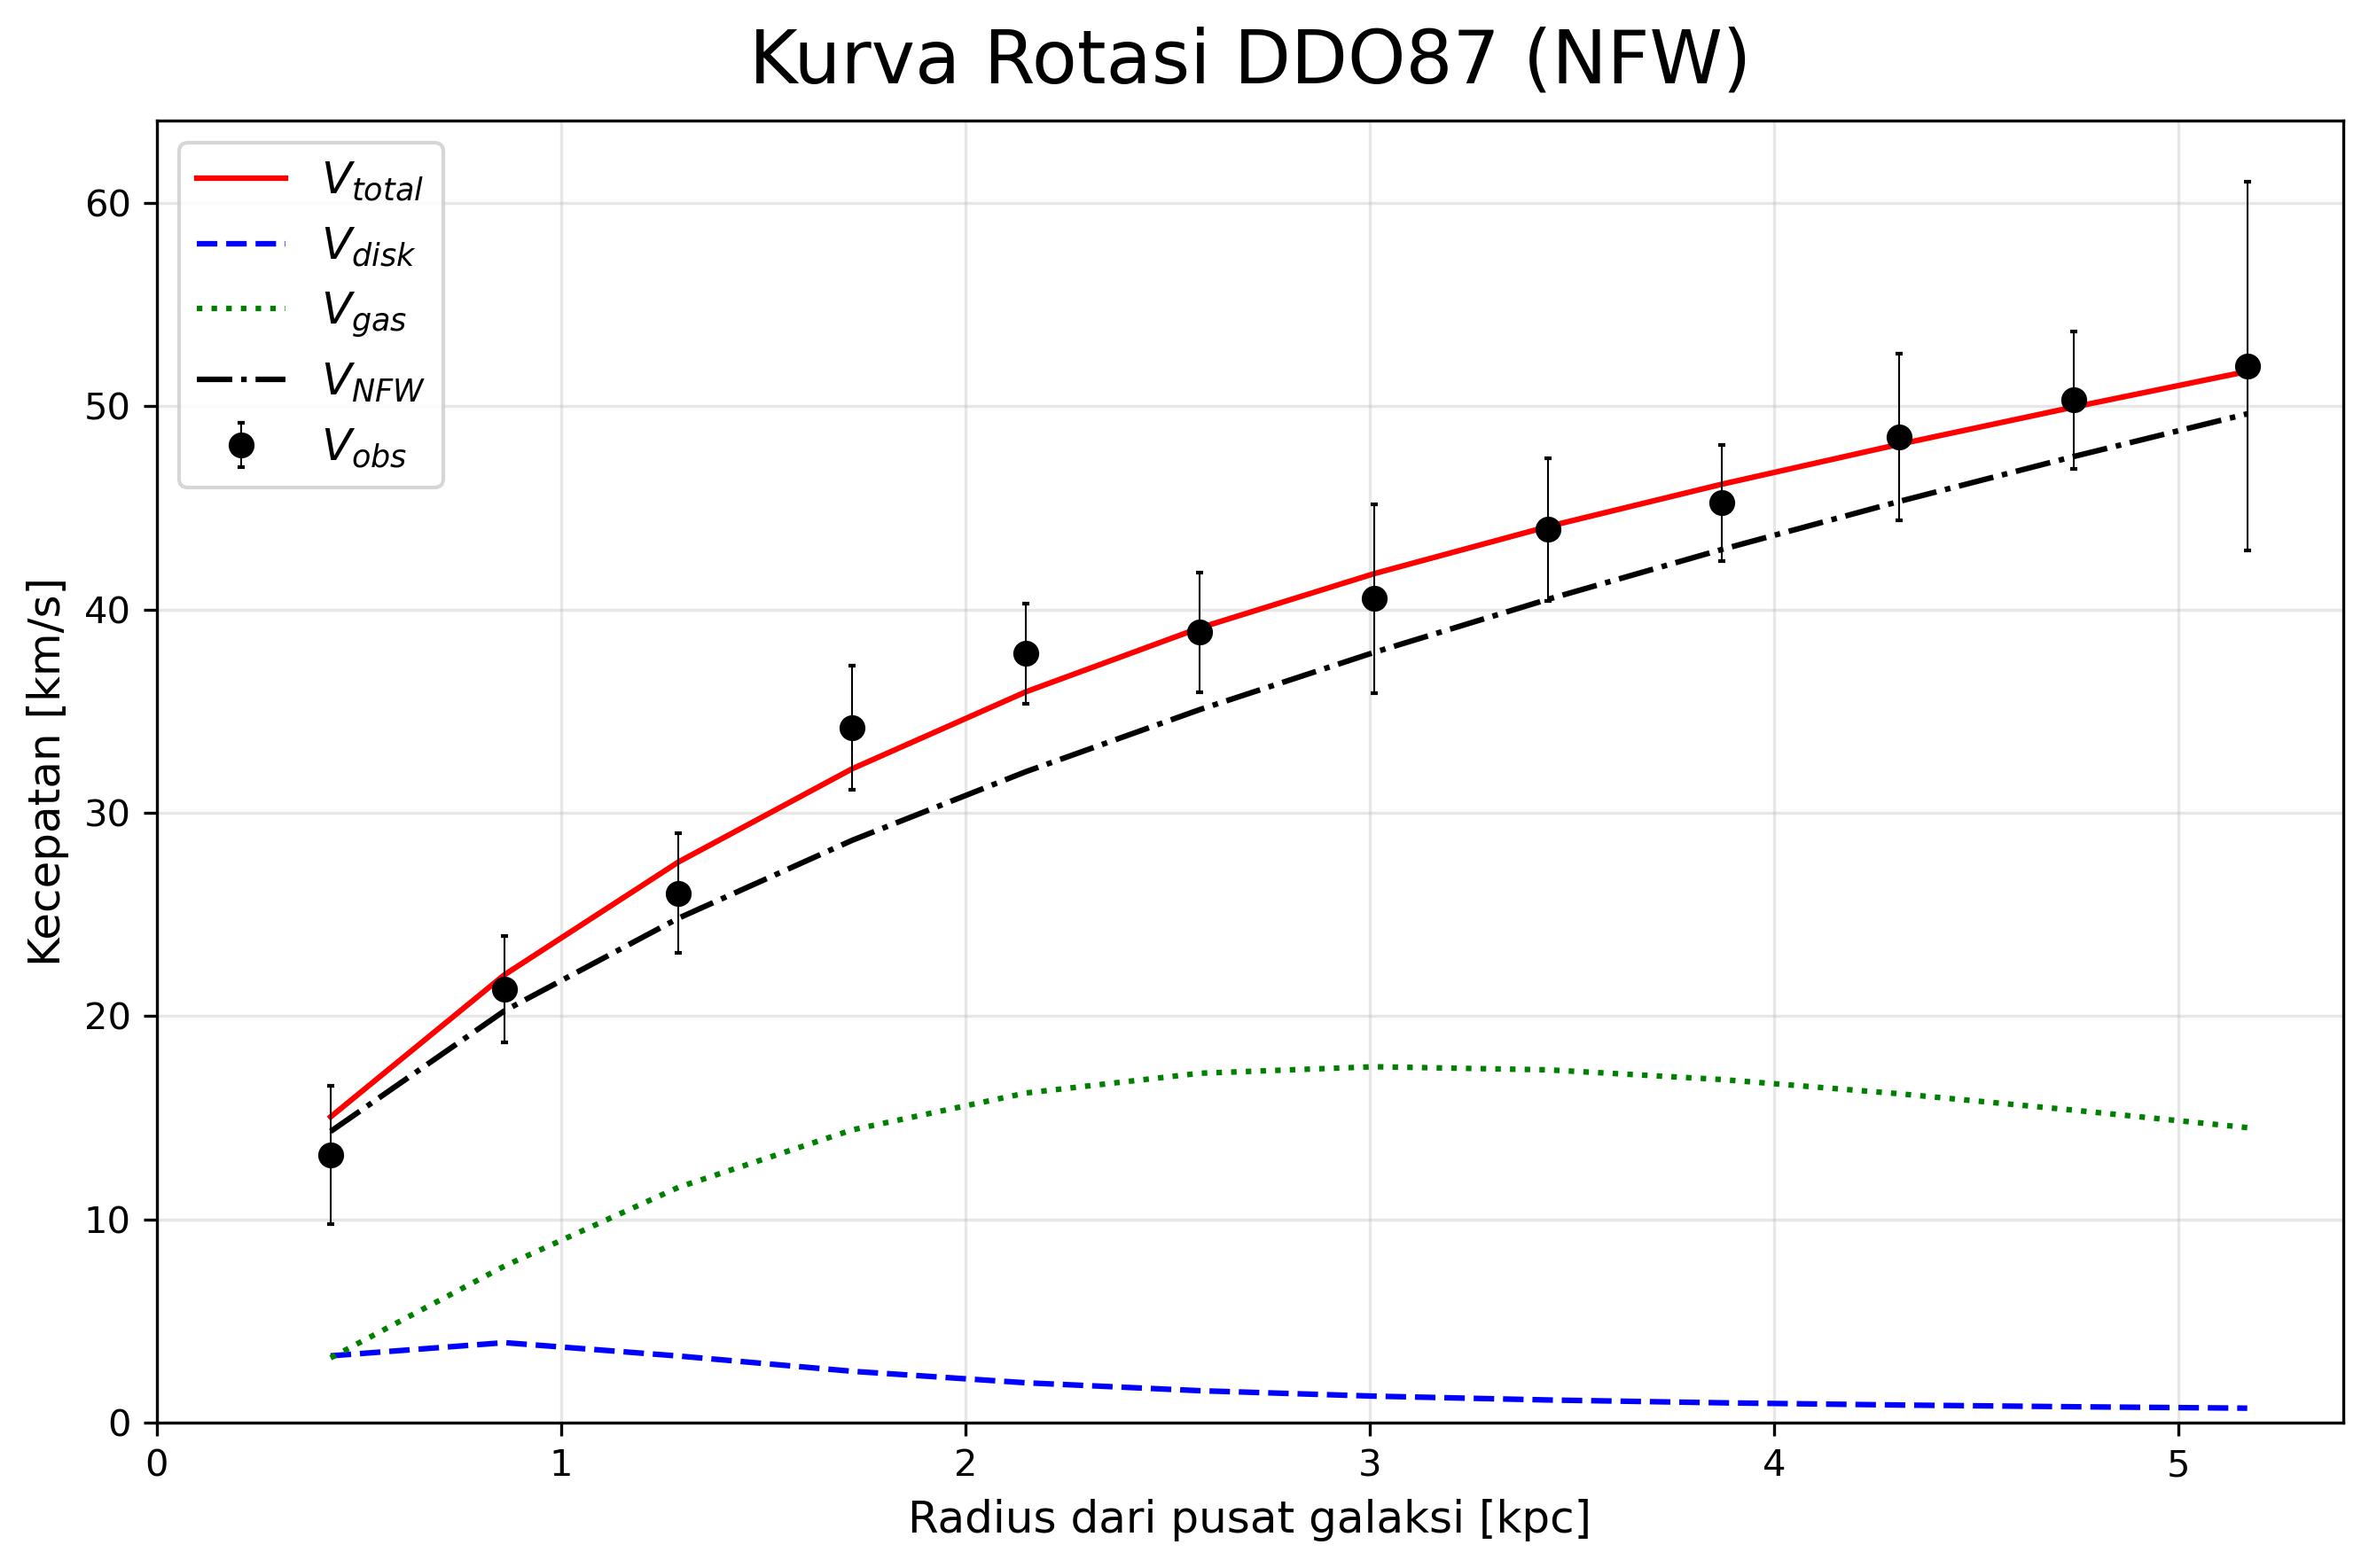 Kurva Rotasi DDO87 (NFW)
V_total
V_disk
V_gas
V_NFW
V_obs
60
50
40
30
20
10
0
Kecepatan [km/s]
0 1 2 3 4 5
Radius dari pusat galaksi [kpc]